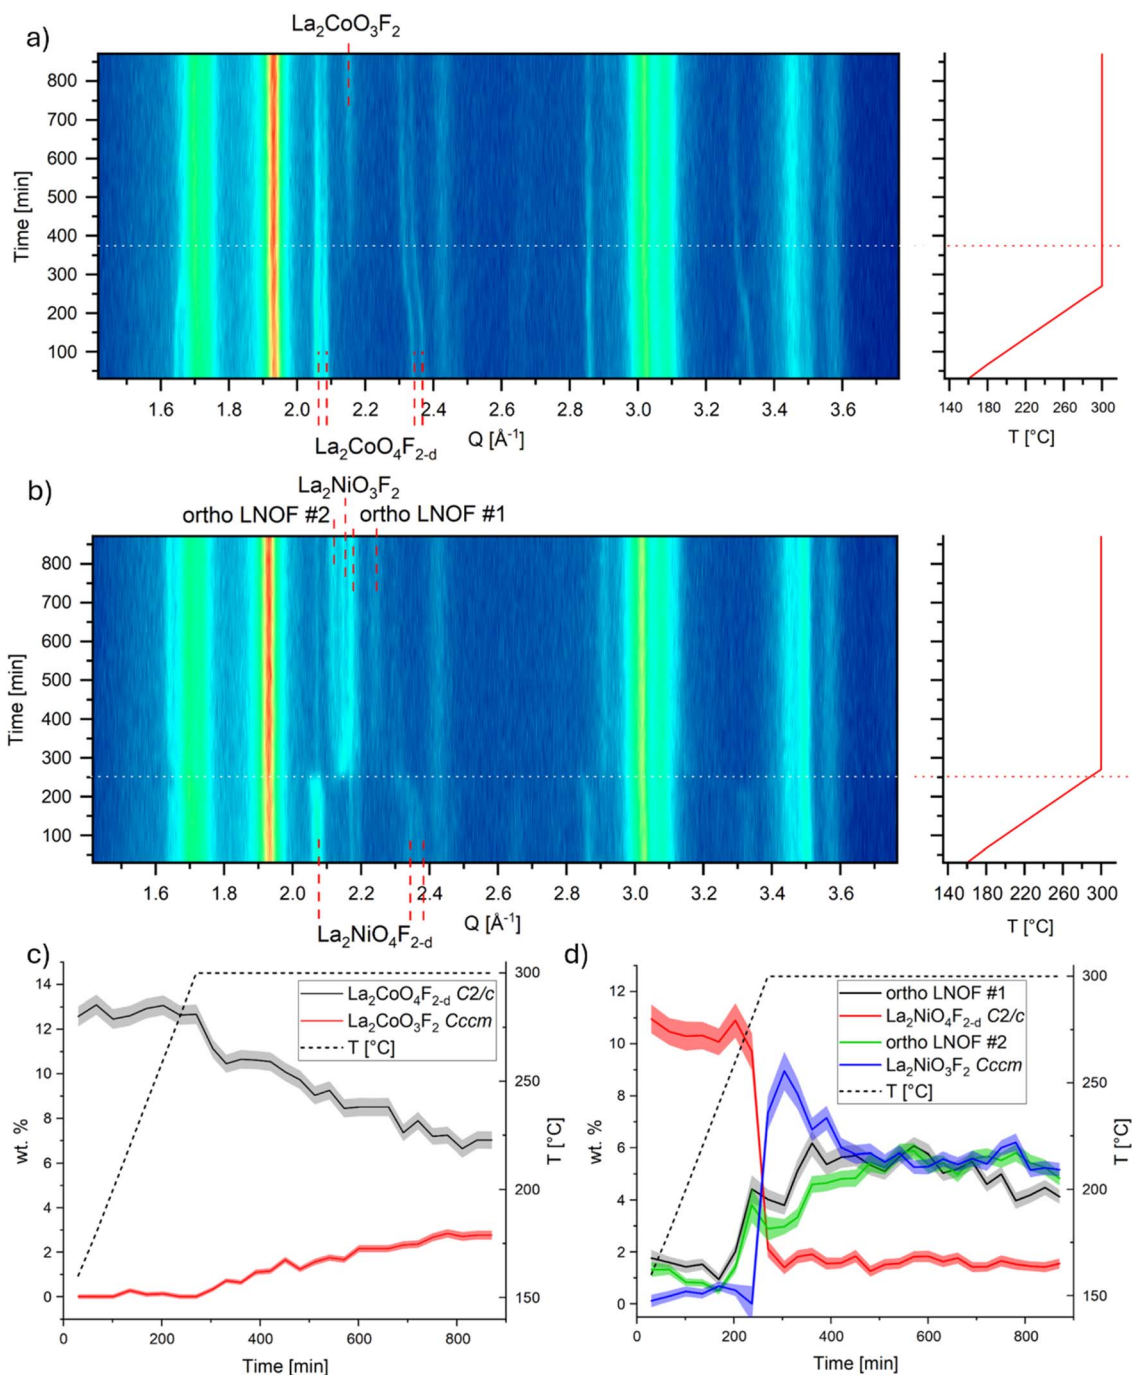 a)
La₂CoO₃F₂
800
700
600
500
400
300
200
100
Time [min]
1.6 1.8 2.0 2.2 2.4 2.6 2.8 3.0 3.2 3.4 3.6
Q [Å⁻¹]
La₂CoO₄F₂₋d
140 180 220 260 300
T [°C]
b)
La₂NiO₃F₂
ortho LNOF #2 ortho LNOF #1
800
700
600
500
400
300
200
100
Time [min]
1.6 1.8 2.0 2.2 2.4 2.6 2.8 3.0 3.2 3.4 3.6
Q [Å⁻¹]
La₂NiO₄F₂₋d
140 180 220 260 300
T [°C]
c)
14
12
10
8
6
4
2
0
wt. %
La₂CoO₄F₂₋d C2/c
La₂CoO₃F₂ Cccm
T [°C]
300
250
200
150
T [°C]
0 200 400 600 800
Time [min]
d)
12
10
8
6
4
2
0
wt. %
ortho LNOF #1
La₂NiO₄F₂₋d C2/c
ortho LNOF #2
La₂NiO₃F₂ Cccm
T [°C]
300
250
200
150
T [°C]
0 200 400 600 800
Time [min]